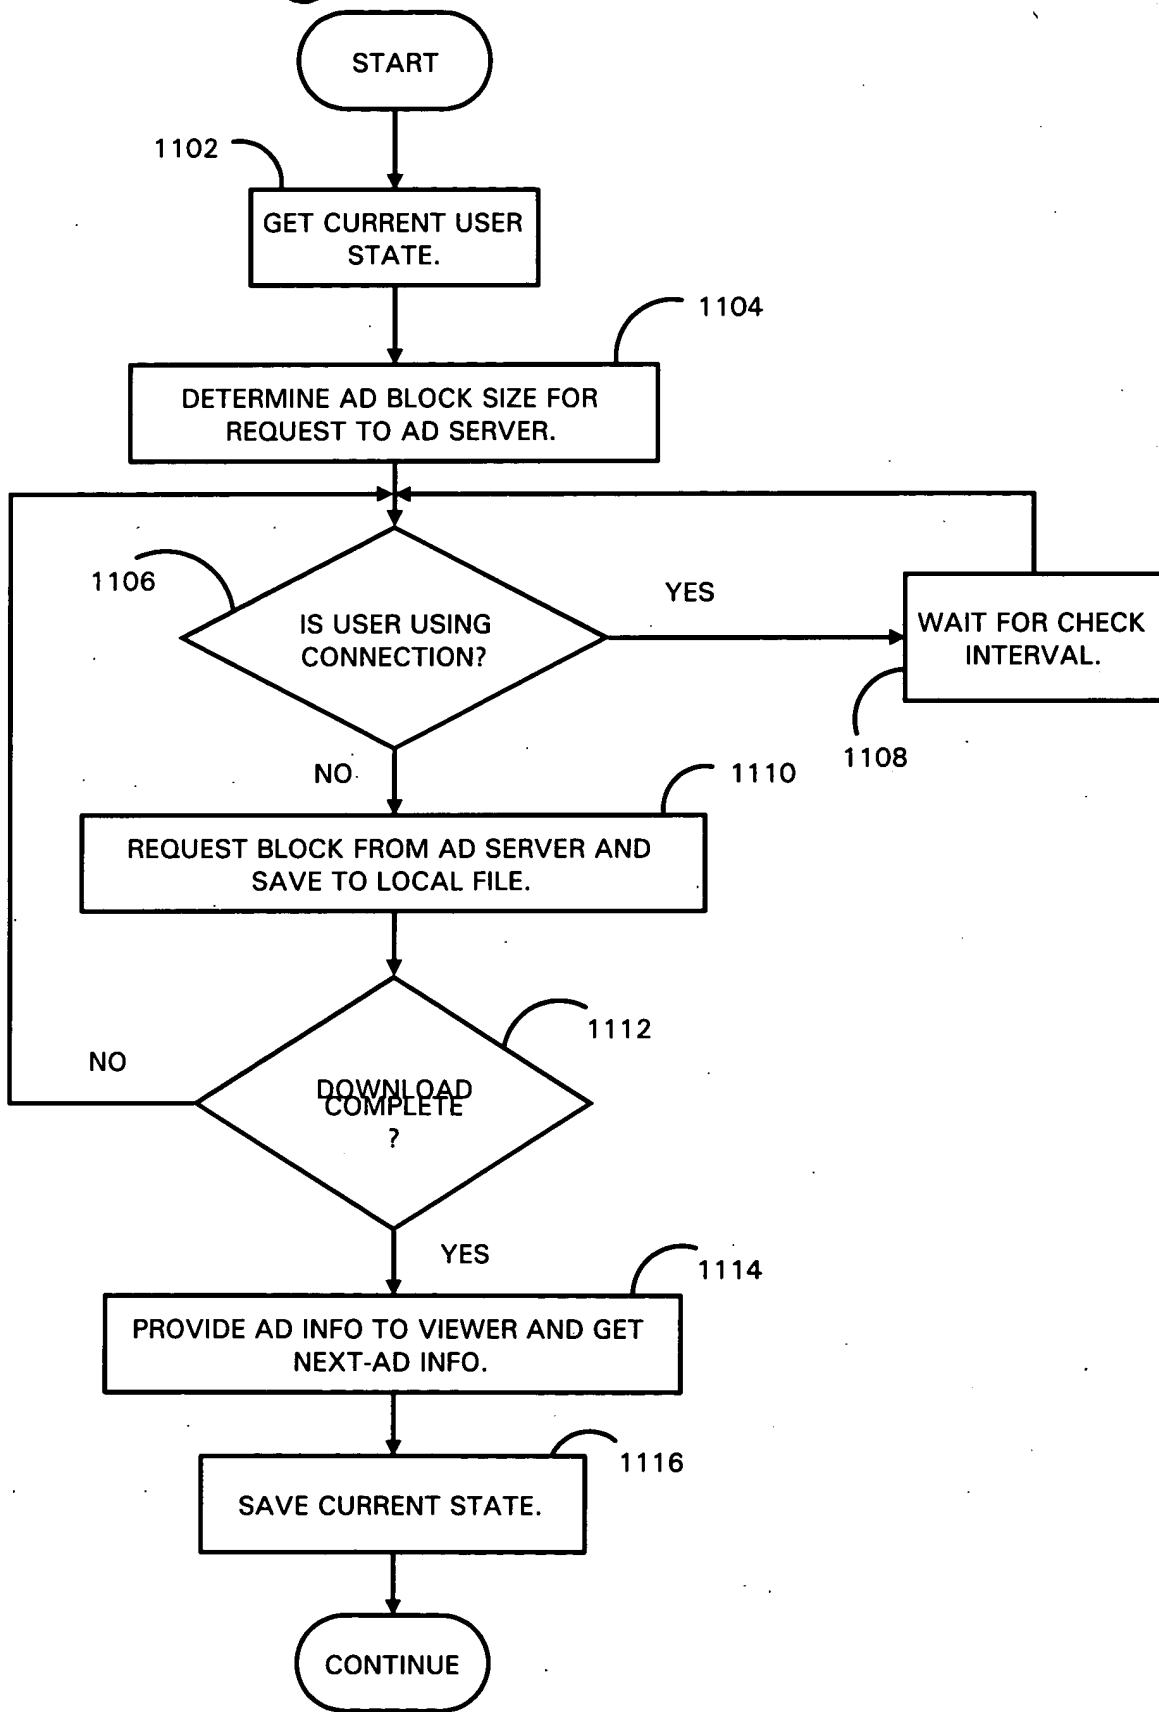 START
1102
GET CURRENT USER
STATE.
1104
DETERMINE AD BLOCK SIZE FOR
REQUEST TO AD SERVER.
1106
IS USER USING
CONNECTION?
YES
WAIT FOR CHECK
INTERVAL.
1108
NO
1110
REQUEST BLOCK FROM AD SERVER AND
SAVE TO LOCAL FILE.
1112
NO
DOWNLOAD
COMPLETE
?
YES
1114
PROVIDE AD INFO TO VIEWER AND GET
NEXT-AD INFO.
1116
SAVE CURRENT STATE.
CONTINUE